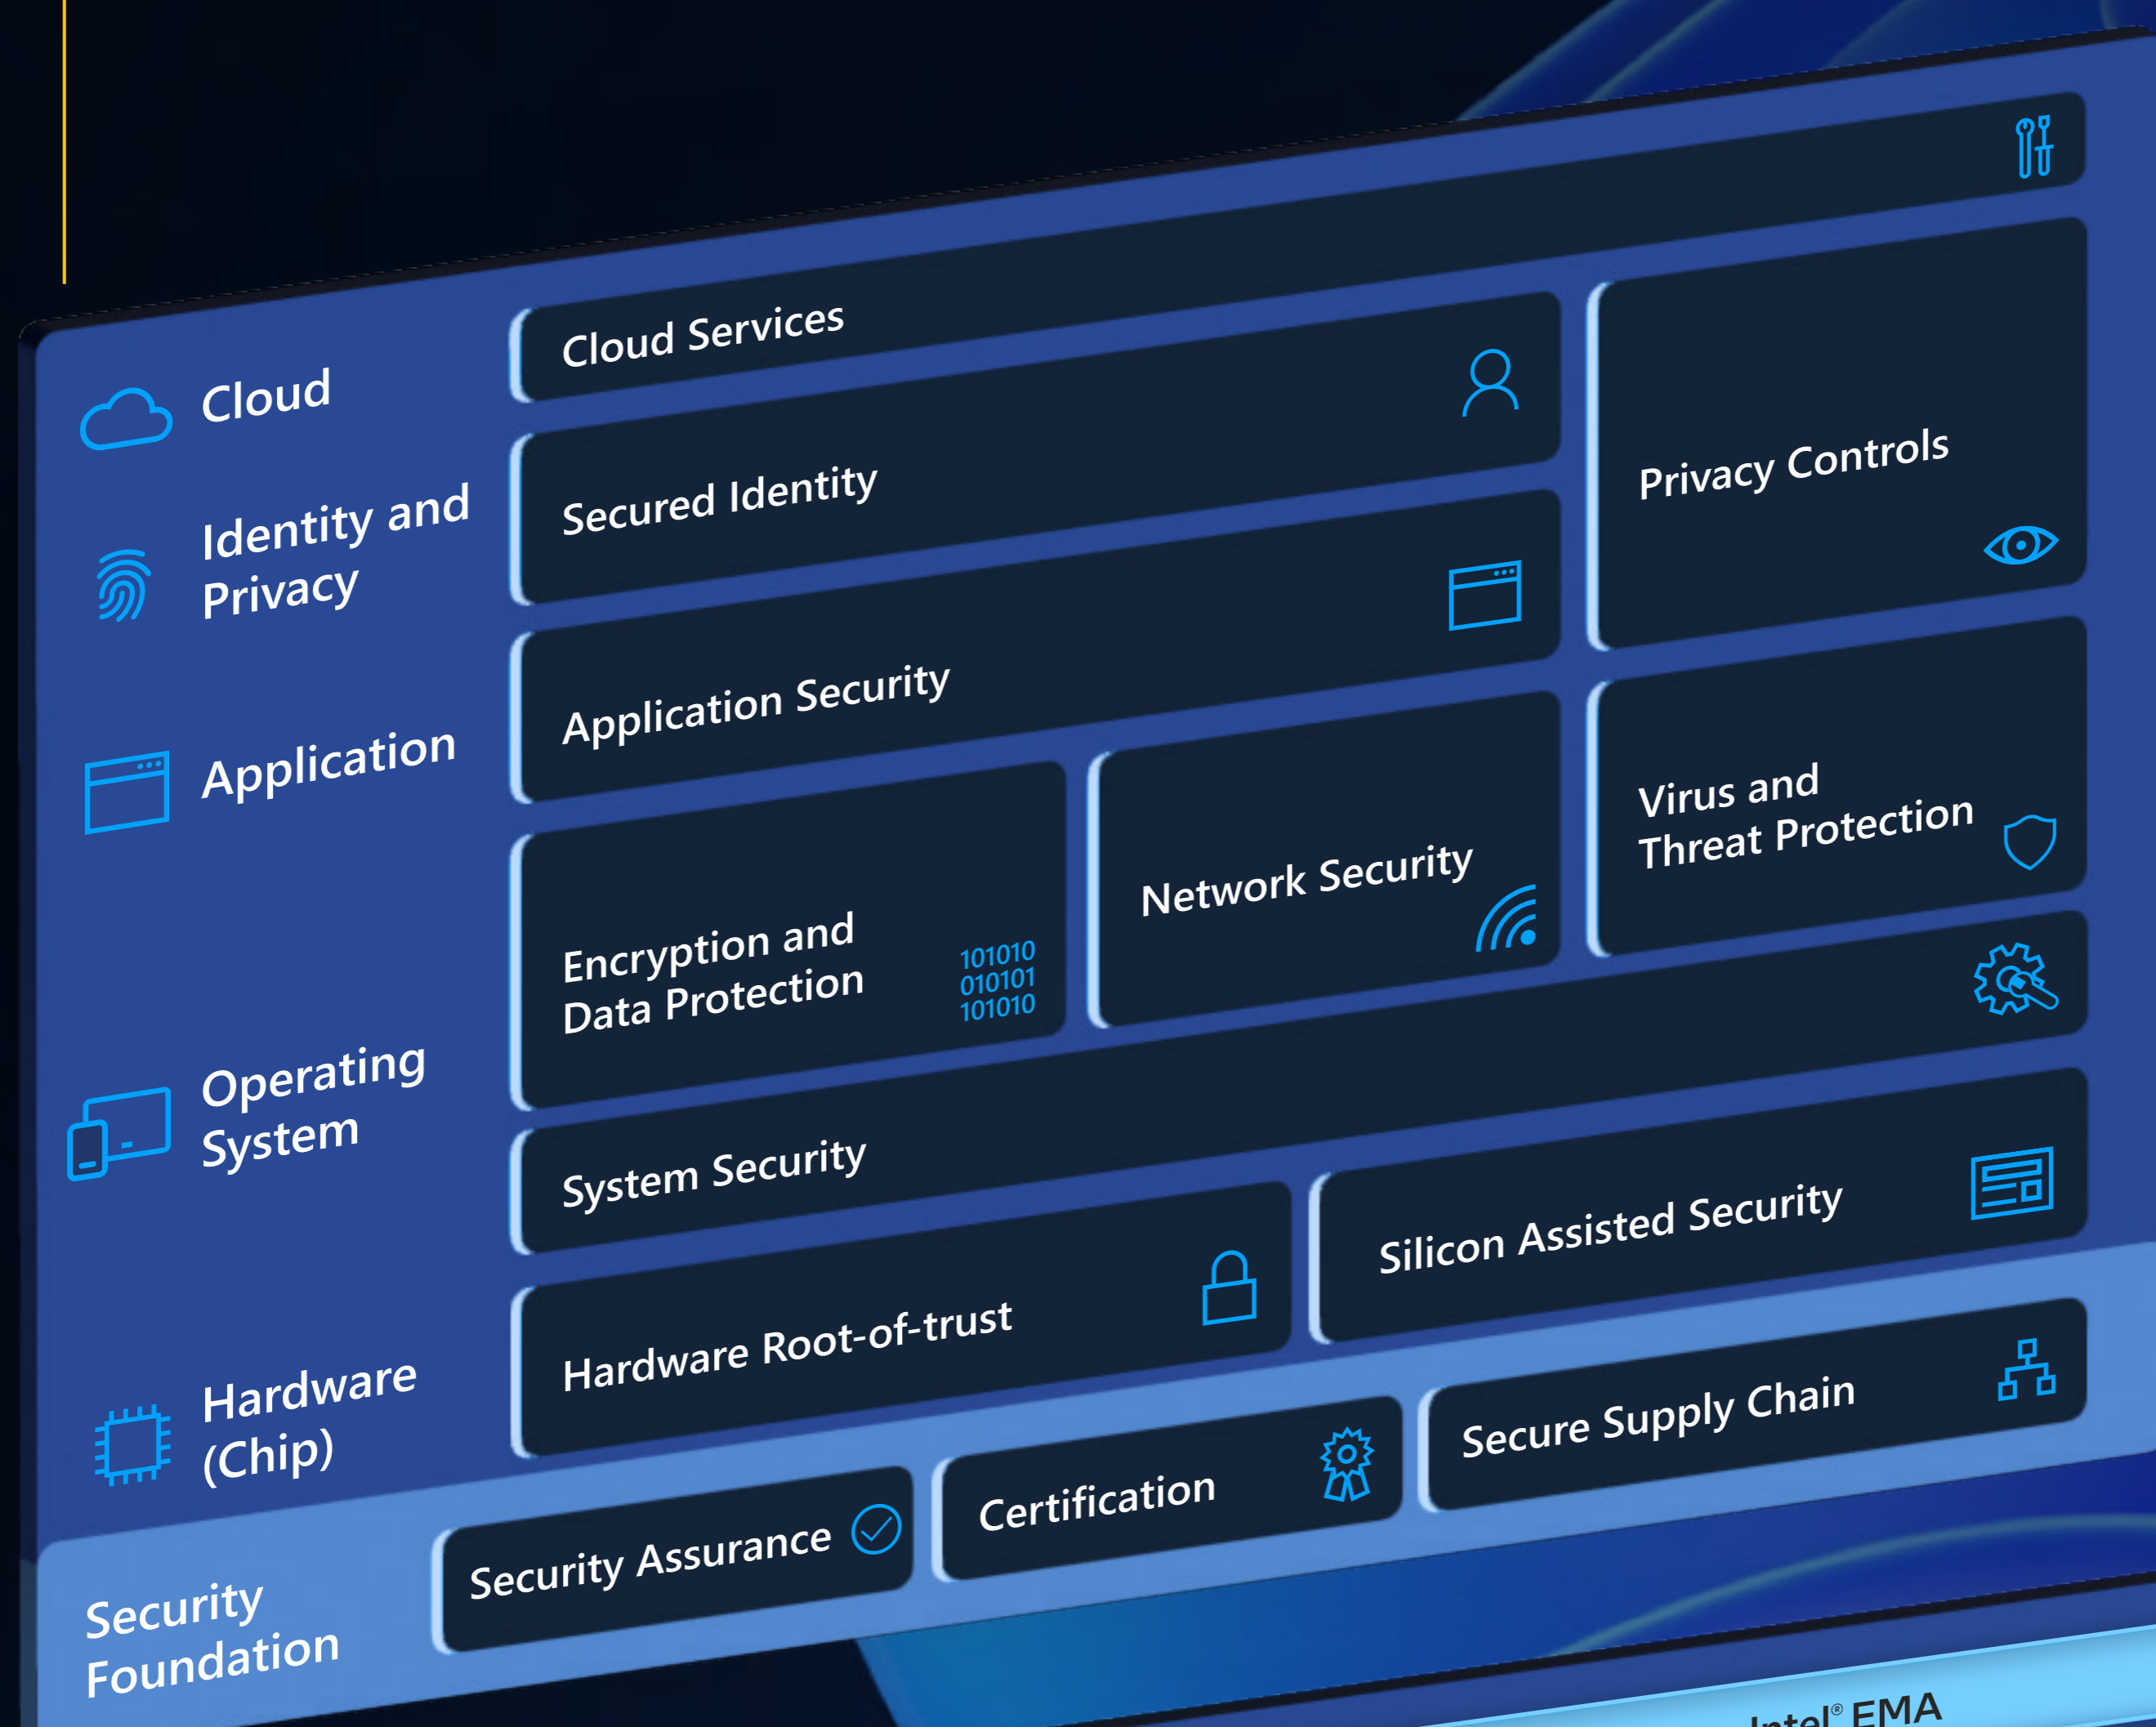 Cloud
Cloud Services
Identity and
Privacy
Secured Identity
Privacy Controls
Application
Application Security
Operating
System
Encryption and
Data Protection
101010
010101
101010
Network Security
Virus and
Threat Protection
System Security
Hardware
(Chip)
Hardware Root-of-trust
Silicon Assisted Security
Security
Foundation
Security Assurance
Certification
Secure Supply Chain
Intel® EMA